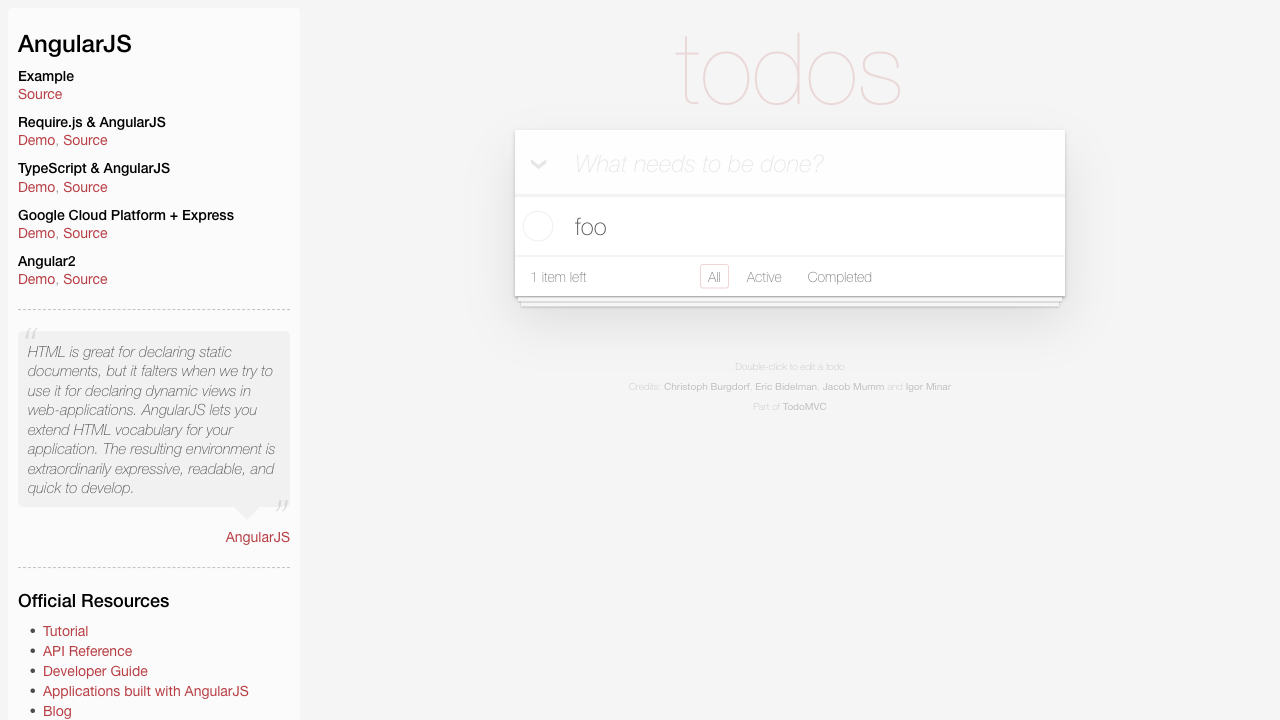 AngularJS
Example
Source
Require.js & AngularJS
Demo, Source
TypeScript & AngularJS
Demo, Source
Google Cloud Platform + Express
Demo, Source
Angular2
Demo, Source
“
HTML is great for declaring static
documents, but it falters when we try to
use it for declaring dynamic views in
web-applications. AngularJS lets you
extend HTML vocabulary for your
application. The resulting environment is
extraordinarily expressive, readable, and
quick to develop.
”
AngularJS
Official Resources
• Tutorial
• API Reference
• Developer Guide
• Applications built with AngularJS
• Blog
todos
What needs to be done?
foo
1 item left
All
Active
Completed
Double-click to edit a todo
Credits: Christoph Burgdorf, Eric Bidelman, Jacob Mumm and Igor Minar
Part of TodoMVC